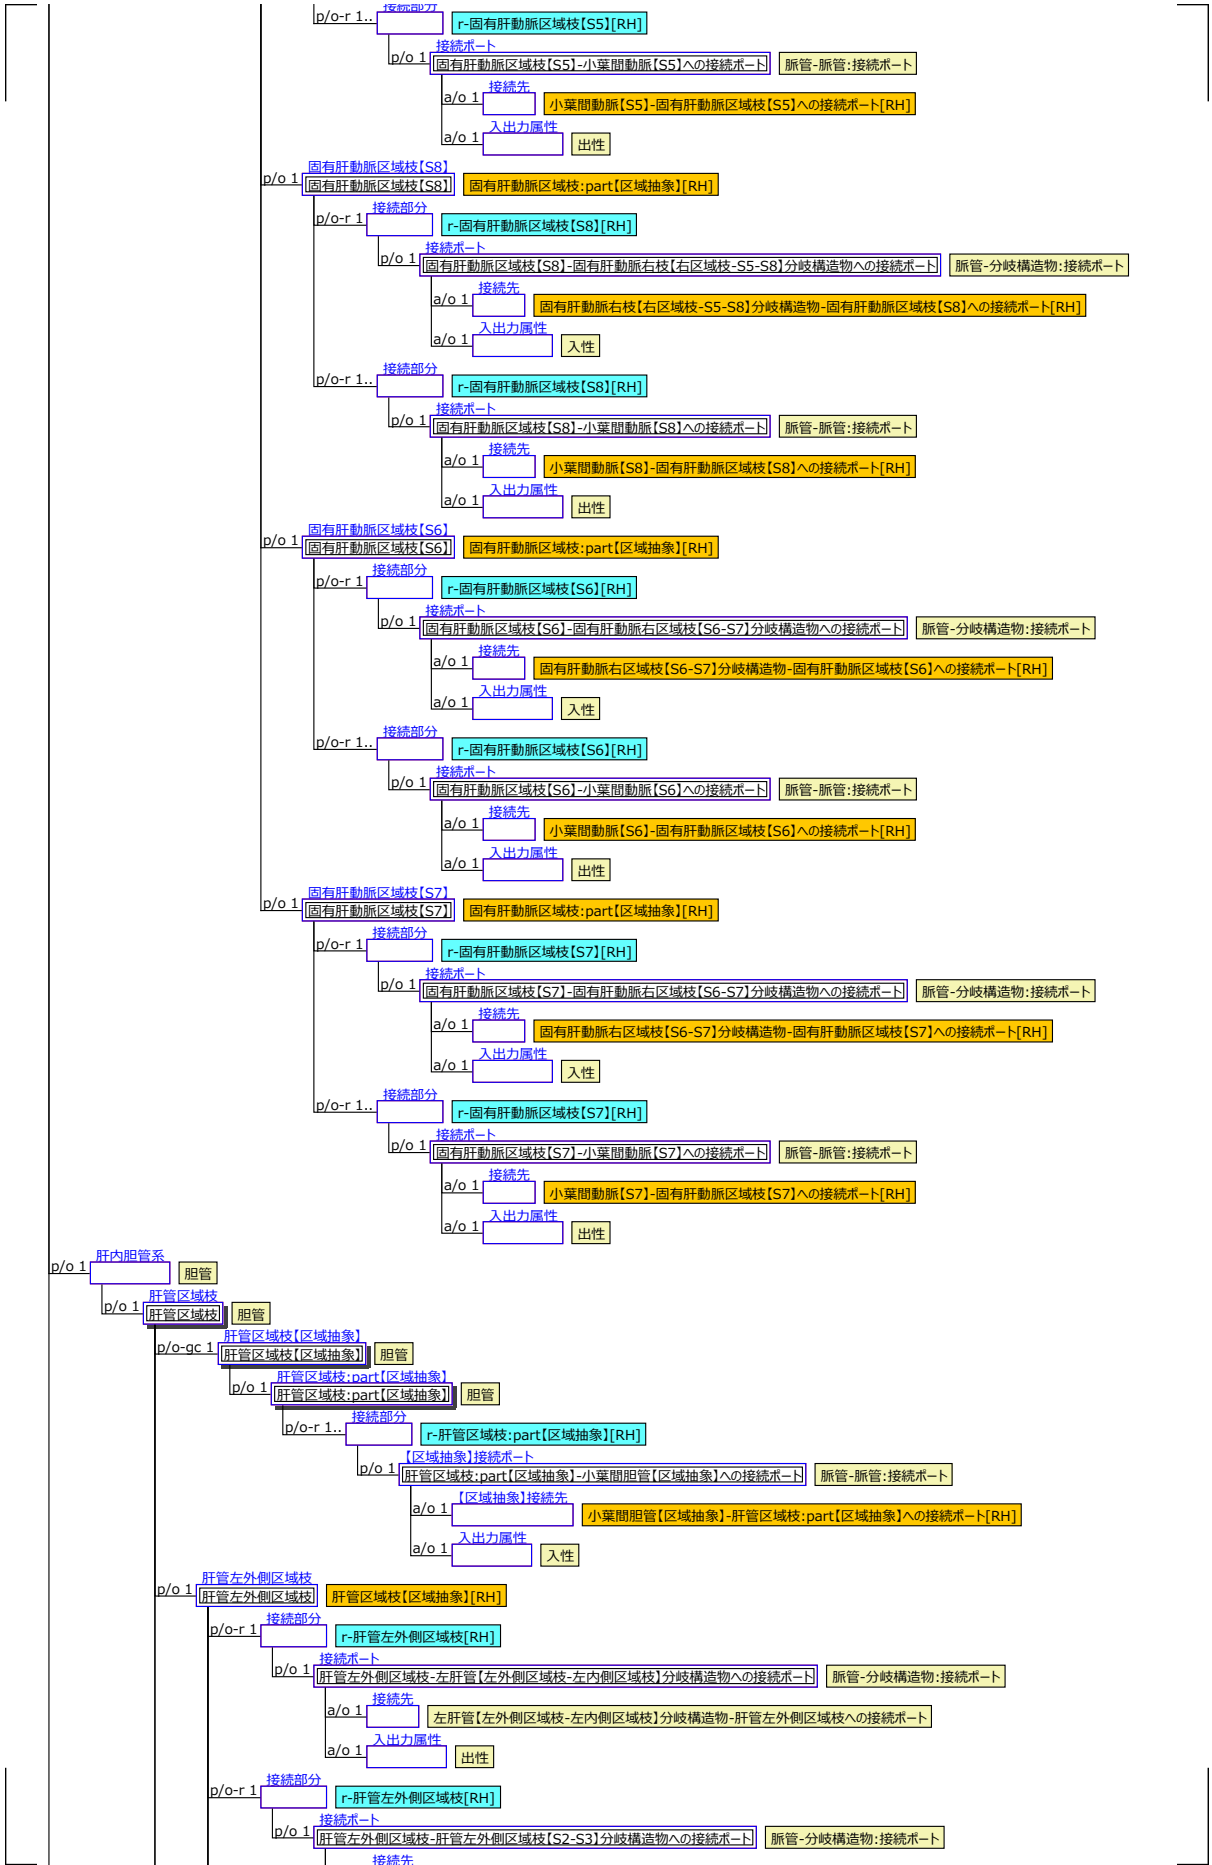 接続部分
p/o-r 1.. r-固有肝動脈区域枝【S5】[RH]
接続ポート
p/o 1 固有肝動脈区域枝【S5】-小葉間動脈【S5】への接続ポート 脈管-脈管:接続ポート
接続先
a/o 1 小葉間動脈【S5】-固有肝動脈区域枝【S5】への接続ポート[RH]
入出力属性
a/o 1 出性
固有肝動脈区域枝【S8】
p/o 1 固有肝動脈区域枝【S8】 固有肝動脈区域枝:part【区域抽象】[RH]
接続部分
p/o-r 1 r-固有肝動脈区域枝【S8】[RH]
接続ポート
p/o 1 固有肝動脈区域枝【S8】-固有肝動脈右枝【右区域枝-S5-S8】分岐構造物への接続ポート 脈管-分岐構造物:接続ポート
接続先
a/o 1 固有肝動脈右枝【右区域枝-S5-S8】分岐構造物-固有肝動脈区域枝【S8】への接続ポート[RH]
入出力属性
a/o 1 入性
接続部分
p/o-r 1.. r-固有肝動脈区域枝【S8】[RH]
接続ポート
p/o 1 固有肝動脈区域枝【S8】-小葉間動脈【S8】への接続ポート 脈管-脈管:接続ポート
接続先
a/o 1 小葉間動脈【S8】-固有肝動脈区域枝【S8】への接続ポート[RH]
入出力属性
a/o 1 出性
固有肝動脈区域枝【S6】
p/o 1 固有肝動脈区域枝【S6】 固有肝動脈区域枝:part【区域抽象】[RH]
接続部分
p/o-r 1 r-固有肝動脈区域枝【S6】[RH]
接続ポート
p/o 1 固有肝動脈区域枝【S6】-固有肝動脈右区域枝【S6-S7】分岐構造物への接続ポート 脈管-分岐構造物:接続ポート
接続先
a/o 1 固有肝動脈右区域枝【S6-S7】分岐構造物-固有肝動脈区域枝【S6】への接続ポート[RH]
入出力属性
a/o 1 入性
接続部分
p/o-r 1.. r-固有肝動脈区域枝【S6】[RH]
接続ポート
p/o 1 固有肝動脈区域枝【S6】-小葉間動脈【S6】への接続ポート 脈管-脈管:接続ポート
接続先
a/o 1 小葉間動脈【S6】-固有肝動脈区域枝【S6】への接続ポート[RH]
入出力属性
a/o 1 出性
固有肝動脈区域枝【S7】
p/o 1 固有肝動脈区域枝【S7】 固有肝動脈区域枝:part【区域抽象】[RH]
接続部分
p/o-r 1 r-固有肝動脈区域枝【S7】[RH]
接続ポート
p/o 1 固有肝動脈区域枝【S7】-固有肝動脈右区域枝【S6-S7】分岐構造物への接続ポート 脈管-分岐構造物:接続ポート
接続先
a/o 1 固有肝動脈右区域枝【S6-S7】分岐構造物-固有肝動脈区域枝【S7】への接続ポート[RH]
入出力属性
a/o 1 入性
接続部分
p/o-r 1.. r-固有肝動脈区域枝【S7】[RH]
接続ポート
p/o 1 固有肝動脈区域枝【S7】-小葉間動脈【S7】への接続ポート 脈管-脈管:接続ポート
接続先
a/o 1 小葉間動脈【S7】-固有肝動脈区域枝【S7】への接続ポート[RH]
入出力属性
a/o 1 出性
肝内胆管系
p/o 1 胆管
肝管区域枝
p/o 1 肝管区域枝 胆管
肝管区域枝【区域抽象】
p/o-gc 1 肝管区域枝【区域抽象】 胆管
肝管区域枝:part【区域抽象】
p/o 1 肝管区域枝:part【区域抽象】 胆管
接続部分
p/o-r 1.. r-肝管区域枝:part【区域抽象】[RH]
【区域抽象】接続ポート
p/o 1 肝管区域枝:part【区域抽象】-小葉間胆管【区域抽象】への接続ポート 脈管-脈管:接続ポート
【区域抽象】接続先
a/o 1 小葉間胆管【区域抽象】-肝管区域枝:part【区域抽象】への接続ポート[RH]
入出力属性
a/o 1 入性
肝管左外側区域枝
p/o 1 肝管左外側区域枝 肝管区域枝【区域抽象】[RH]
接続部分
p/o-r 1 r-肝管左外側区域枝[RH]
接続ポート
p/o 1 肝管左外側区域枝-左肝管【左外側区域枝-左内側区域枝】分岐構造物への接続ポート 脈管-分岐構造物:接続ポート
接続先
a/o 1 左肝管【左外側区域枝-左内側区域枝】分岐構造物-肝管左外側区域枝への接続ポート
入出力属性
a/o 1 出性
接続部分
p/o-r 1 r-肝管左外側区域枝[RH]
接続ポート
p/o 1 肝管左外側区域枝-肝管左外側区域枝【S2-S3】分岐構造物への接続ポート 脈管-分岐構造物:接続ポート
接続先